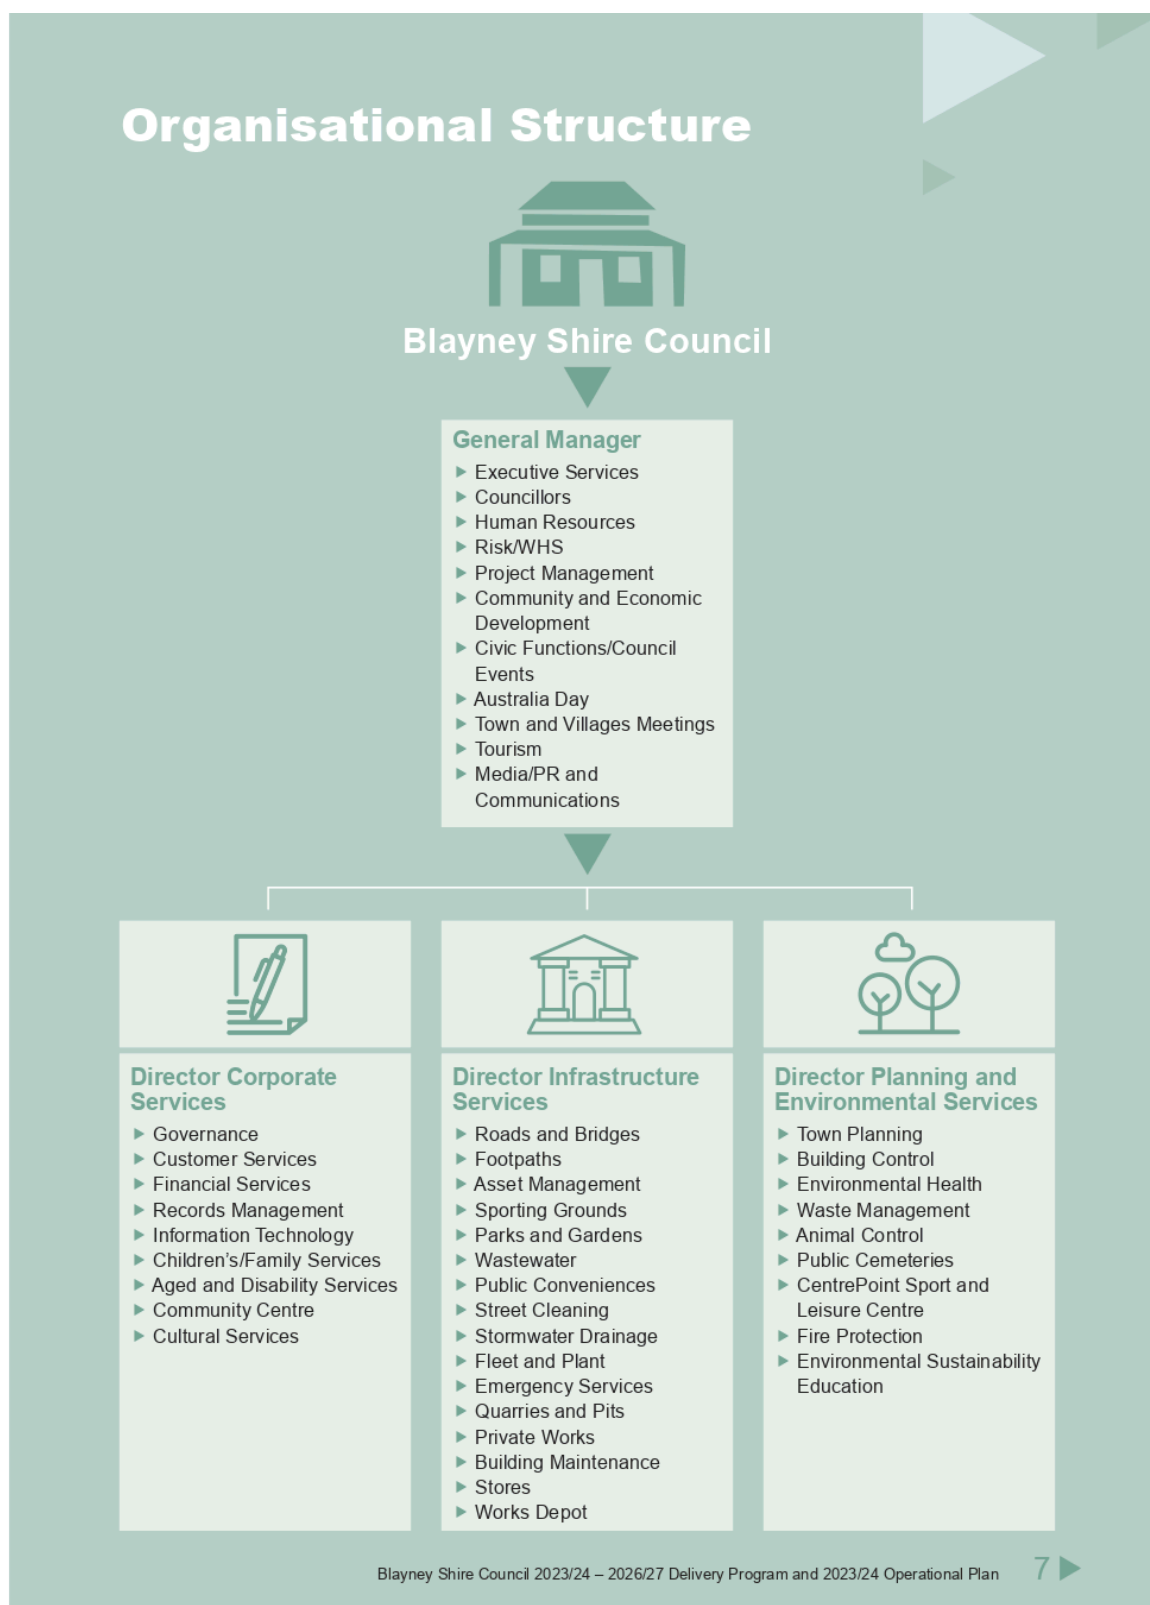 Organisational Structure
Blayney Shire Council
General Manager
Executive Services
Councillors
Human Resources
Risk/WHS
Project Management
Community and Economic
Development
Civic Functions/Council
Events
Australia Day
Town and Villages Meetings
Tourism
Media/PR and
Communications
Director Corporate
Services
Governance
Customer Services
Financial Services
Records Management
Information Technology
Children’s/Family Services
Aged and Disability Services
Community Centre
Cultural Services
Director Infrastructure
Services
Roads and Bridges
Footpaths
Asset Management
Sporting Grounds
Parks and Gardens
Wastewater
Public Conveniences
Street Cleaning
Stormwater Drainage
Fleet and Plant
Emergency Services
Quarries and Pits
Private Works
Building Maintenance
Stores
Works Depot
Director Planning and
Environmental Services
Town Planning
Building Control
Environmental Health
Waste Management
Animal Control
Public Cemeteries
CentrePoint Sport and
Leisure Centre
Fire Protection
Environmental Sustainability
Education
Blayney Shire Council 2023/24 – 2026/27 Delivery Program and 2023/24 Operational Plan 7